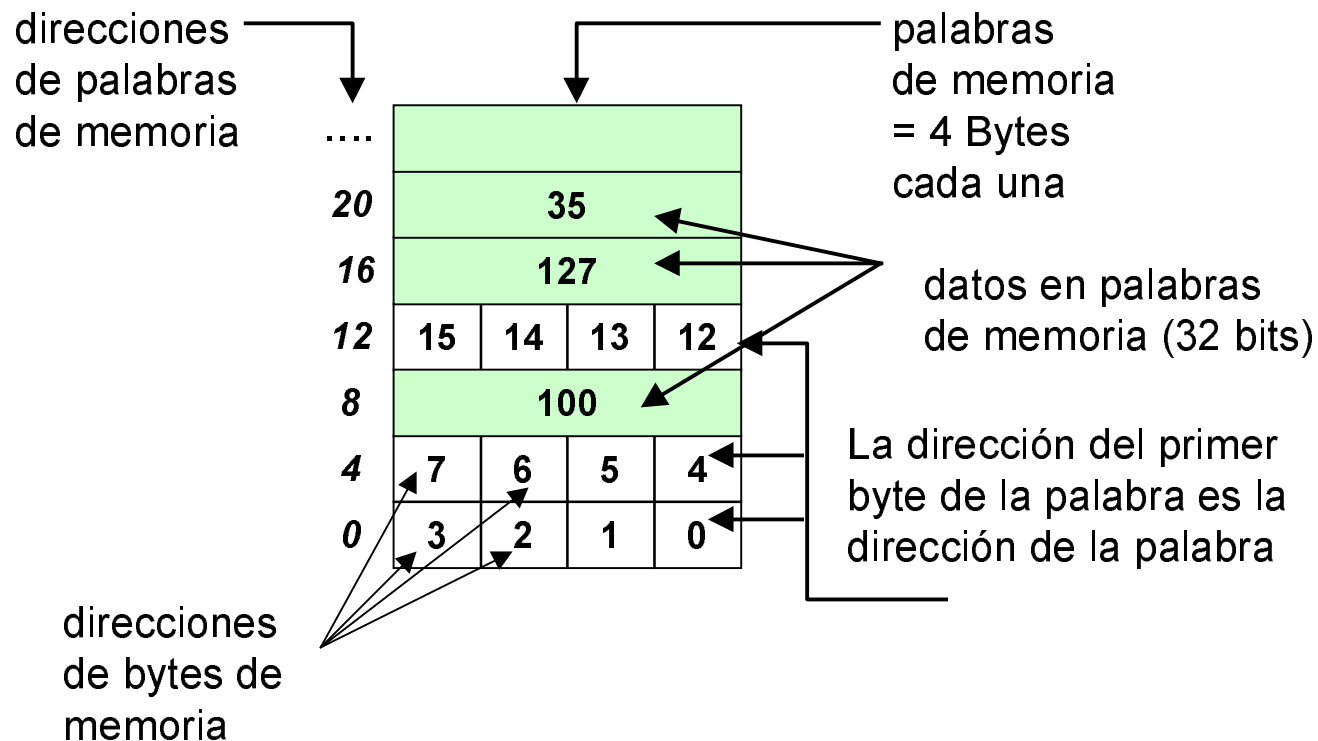 direcciones
de palabras
de memoria
palabras
de memoria
= 4 Bytes
cada una
....
20 35
16 127
12 15 14 13 12
8 100
4 7 6 5 4
0 3 2 1 0
datos en palabras
de memoria (32 bits)
La dirección del primer
byte de la palabra es la
dirección de la palabra
direcciones
de bytes de
memoria